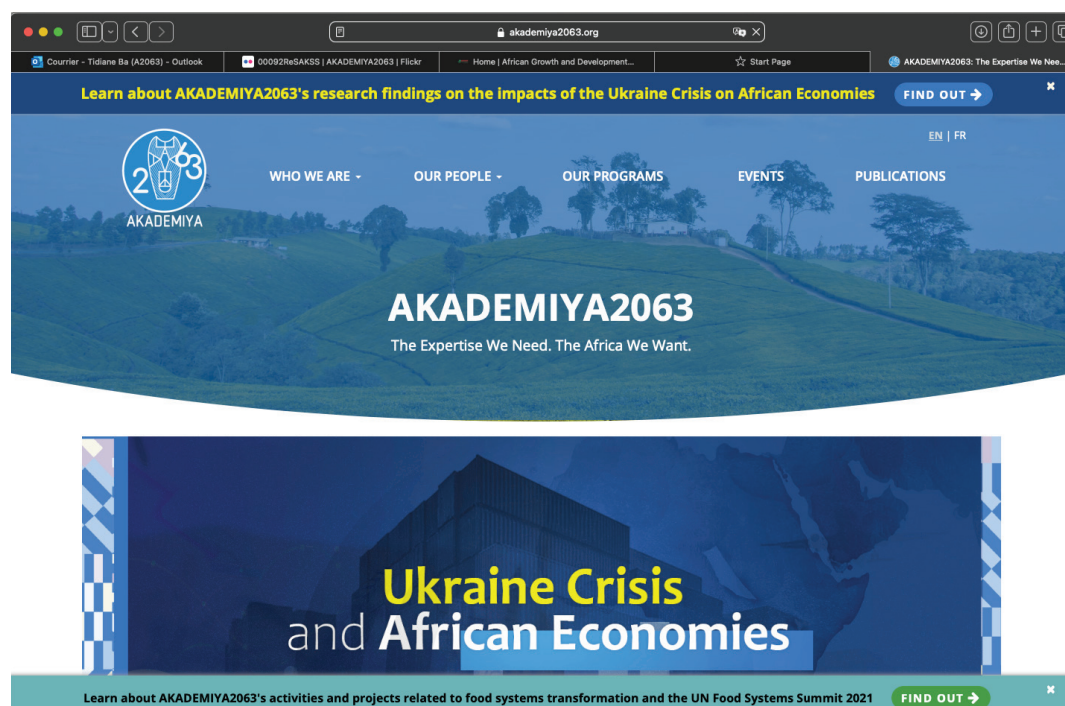 akademiya2063.org
Courrier – Tidiane Ba (A2063) – Outlook
00092ReSAKSS | AKADEMIYA2063 | Flickr
Home | African Growth and Development...
Start Page
AKADEMIYA2063: The Expertise We Nee...
Learn about AKADEMIYA2063's research findings on the impacts of the Ukraine Crisis on African Economies FIND OUT
EN | FR
2 63
AKADEMIYA
WHO WE ARE
OUR PEOPLE
OUR PROGRAMS
EVENTS
PUBLICATIONS
AKADEMIYA2063
The Expertise We Need. The Africa We Want.
Ukraine Crisis
and African Economies
Learn about AKADEMIYA2063's activities and projects related to food systems transformation and the UN Food Systems Summit 2021 FIND OUT